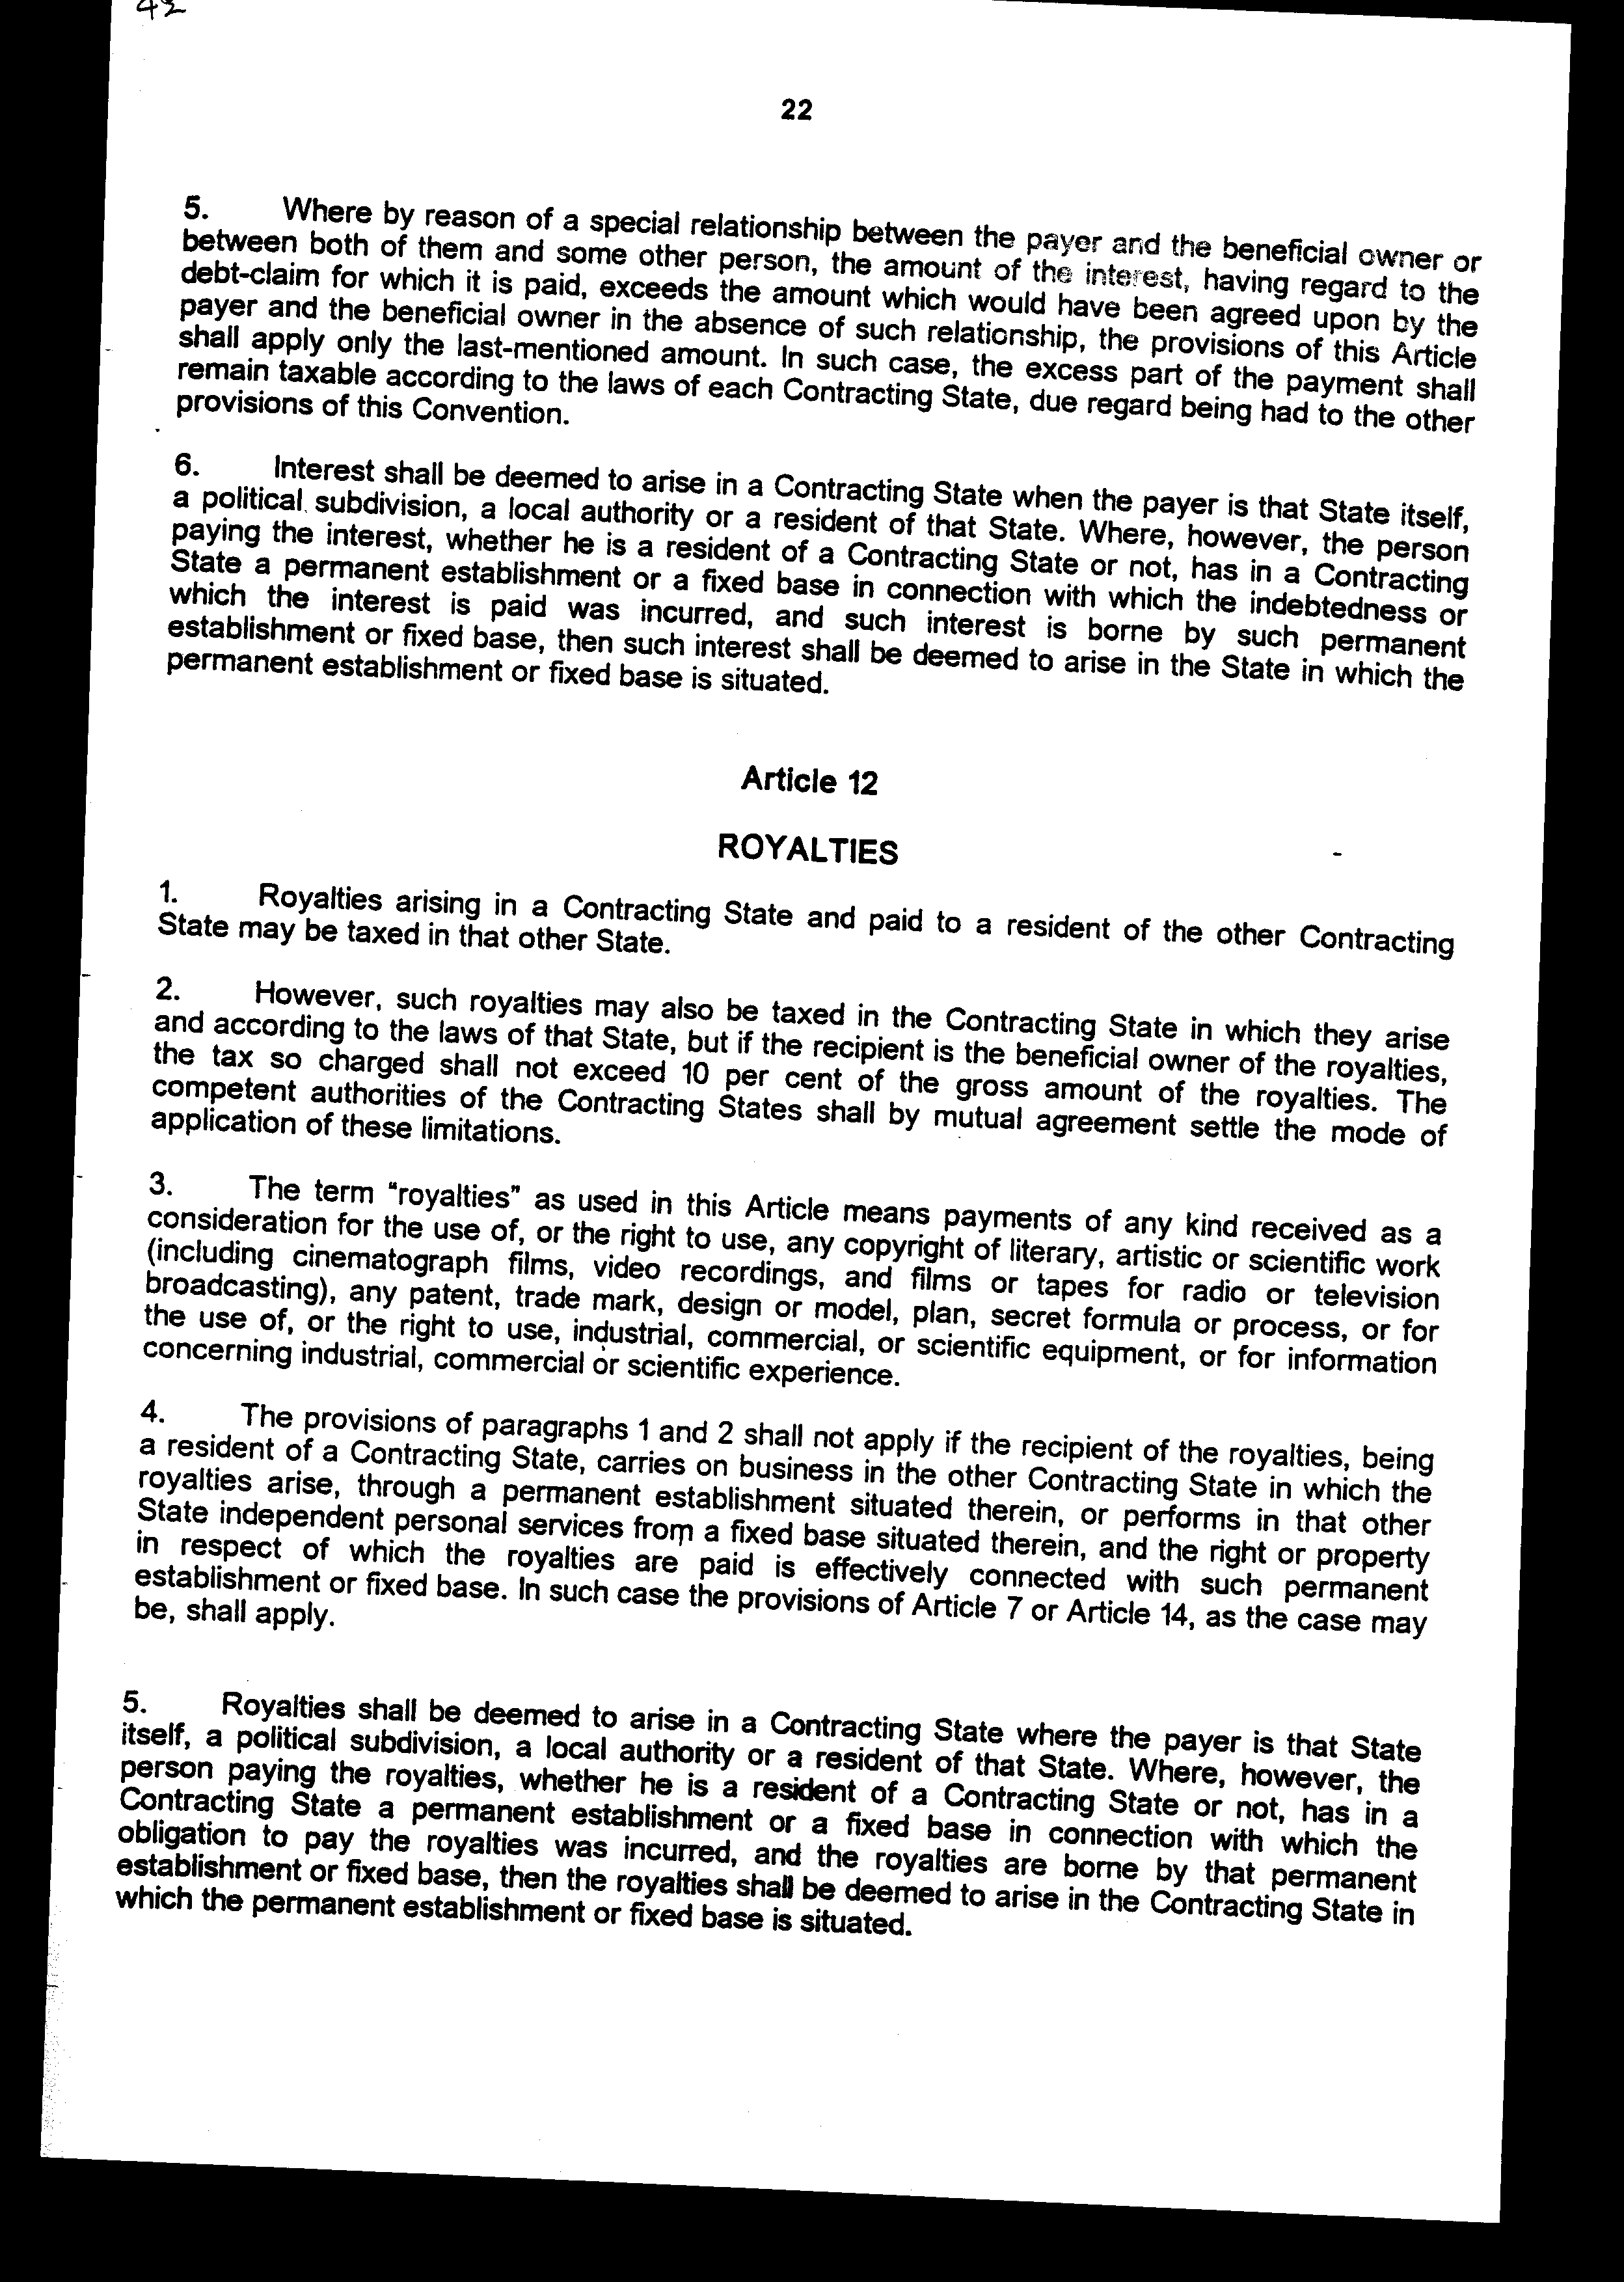 42
22
5. Where by reason of a special relationship between the payer and the beneficial owner or
between both of them and some other person, the amount of the interest, having regard to the
debt-claim for which it is paid, exceeds the amount which would have been agreed upon by the
payer and the beneficial owner in the absence of such relationship, the provisions of this Article
shall apply only the last-mentioned amount. In such case, the excess part of the payment shall
remain taxable according to the laws of each Contracting State, due regard being had to the other
provisions of this Convention.
6. Interest shall be deemed to arise in a Contracting State when the payer is that State itself,
a political subdivision, a local authority or a resident of that State. Where, however, the person
paying the interest, whether he is a resident of a Contracting State or not, has in a Contracting
State a permanent establishment or a fixed base in connection with which the indebtedness or
which the interest is paid was incurred, and such interest is borne by such permanent
establishment or fixed base, then such interest shall be deemed to arise in the State in which the
permanent establishment or fixed base is situated.
Article 12
ROYALTIES
1. Royalties arising in a Contracting State and paid to a resident of the other Contracting
State may be taxed in that other State.
2. However, such royalties may also be taxed in the Contracting State in which they arise
and according to the laws of that State, but if the recipient is the beneficial owner of the royalties,
the tax so charged shall not exceed 10 per cent of the gross amount of the royalties. The
competent authorities of the Contracting States shall by mutual agreement settle the mode of
application of these limitations.
3. The term "royalties" as used in this Article means payments of any kind received as a
consideration for the use of, or the right to use, any copyright of literary, artistic or scientific work
(including cinematograph films, video recordings, and films or tapes for radio or television
broadcasting), any patent, trade mark, design or model, plan, secret formula or process, or for
the use of, or the right to use, industrial, commercial, or scientific equipment, or for information
concerning industrial, commercial or scientific experience.
4. The provisions of paragraphs 1 and 2 shall not apply if the recipient of the royalties, being
a resident of a Contracting State, carries on business in the other Contracting State in which the
royalties arise, through a permanent establishment situated therein, or performs in that other
State independent personal services from a fixed base situated therein, and the right or property
in respect of which the royalties are paid is effectively connected with such permanent
establishment or fixed base. In such case the provisions of Article 7 or Article 14, as the case may
be, shall apply.
5. Royalties shall be deemed to arise in a Contracting State where the payer is that State
itself, a political subdivision, a local authority or a resident of that State. Where, however, the
person paying the royalties, whether he is a resident of a Contracting State or not, has in a
Contracting State a permanent establishment or a fixed base in connection with which the
obligation to pay the royalties was incurred, and the royalties are borne by that permanent
establishment or fixed base, then the royalties shall be deemed to arise in the Contracting State in
which the permanent establishment or fixed base is situated.